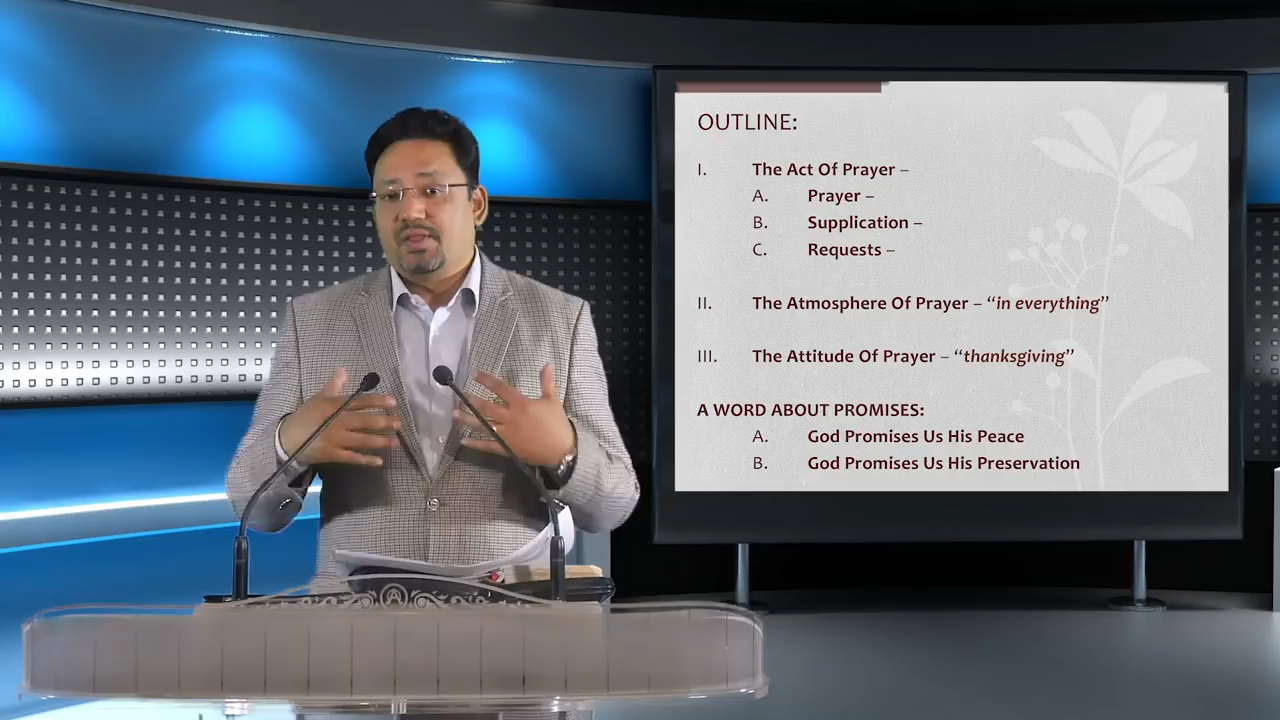 OUTLINE:
I. The Act Of Prayer –
A. Prayer –
B. Supplication –
C. Requests –
II. The Atmosphere Of Prayer – “in everything”
III. The Attitude Of Prayer – “thanksgiving”
A WORD ABOUT PROMISES:
A. God Promises Us His Peace
B. God Promises Us His Preservation